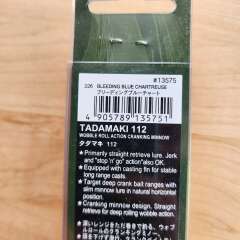 #13575
026 BLEEDING BLUE CHARTREUSE
ブリーディングブルーチャート
4 905789 135751
TADAMAKI 112
WOBBLE ROLL ACTION CRANKING MINNOW
タダマキ 112
• Primarily straight retrieve lure. Jerk
and "stop 'n' go" action also OK.
• Equipped with casting fin for stable
long range casts.
• Target deep crank bait ranges with
slim minnow lure in natural horizontal
position.
• Cranking minnow design. Straight
retrieve for deep rolling wobble action.